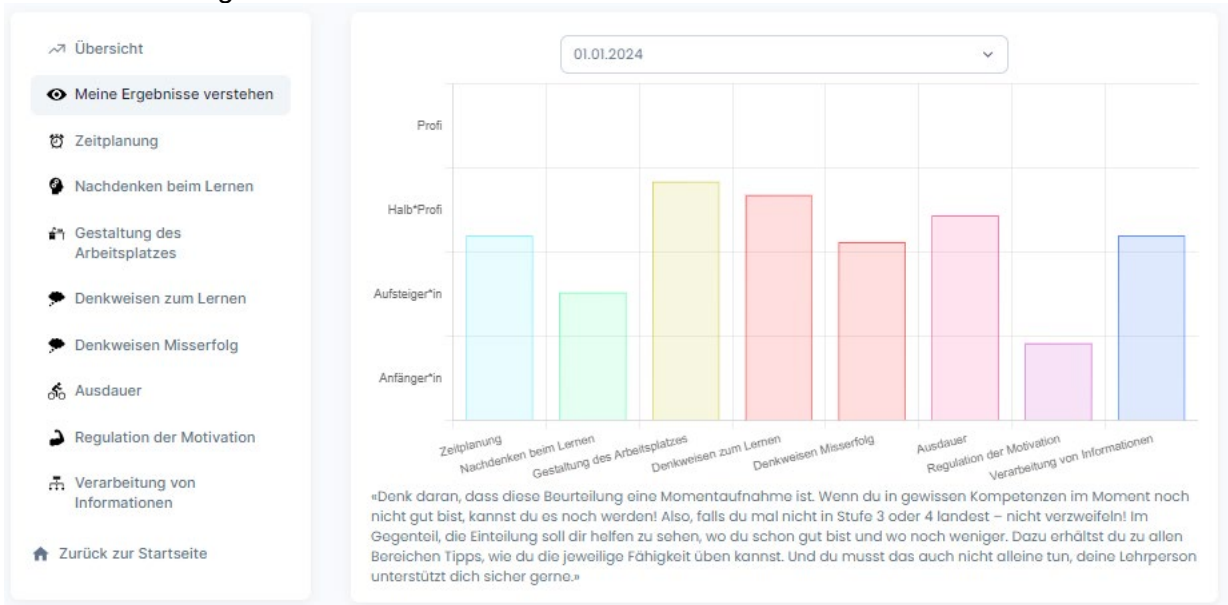 Übersicht
Meine Ergebnisse verstehen
Zeitplanung
Nachdenken beim Lernen
Gestaltung des
Arbeitsplatzes
Denkweisen zum Lernen
Denkweisen Misserfolg
Ausdauer
Regulation der Motivation
Verarbeitung von
Informationen
Zurück zur Startseite
01.01.2024
Profi
Halb*Profi
Aufsteiger*in
Anfänger*in
Zeitplanung
Nachdenken beim Lernen
Gestaltung des Arbeitsplatzes
Denkweisen zum Lernen
Denkweisen Misserfolg
Ausdauer
Regulation der Motivation
Verarbeitung von Informationen
«Denk daran, dass diese Beurteilung eine Momentaufnahme ist. Wenn du in gewissen Kompetenzen im Moment noch
nicht gut bist, kannst du es noch werden! Also, falls du mal nicht in Stufe 3 oder 4 landest – nicht verzweifeln! Im
Gegenteil, die Einteilung soll dir helfen zu sehen, wo du schon gut bist und wo noch weniger. Dazu erhältst du zu allen
Bereichen Tipps, wie du die jeweilige Fähigkeit üben kannst. Und du musst das auch nicht alleine tun, deine Lehrperson
unterstützt dich sicher gerne.»